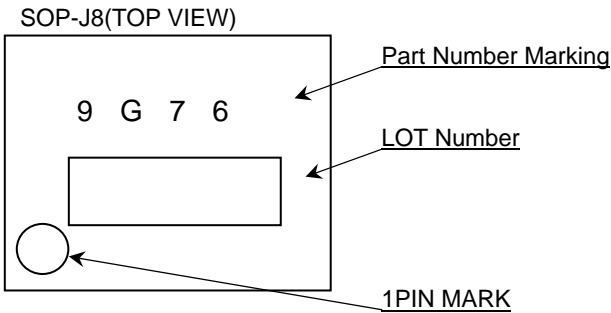 SOP-J8(TOP VIEW)
Part Number Marking
9 G 7 6
LOT Number
1PIN MARK